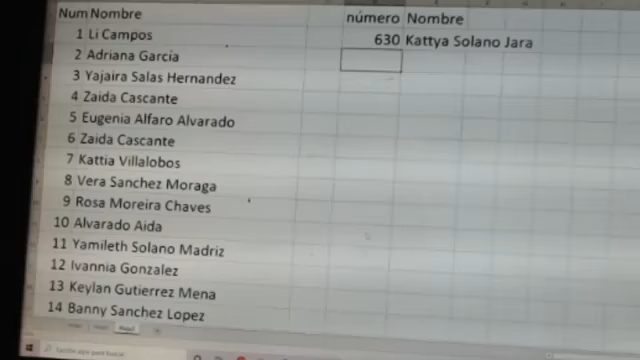 Num Nombre número Nombre
1 Li Campos 630 Kattya Solano Jara
2 Adriana García
3 Yajaira Salas Hernandez
4 Zaida Cascante
5 Eugenia Alfaro Alvarado
6 Zaida Cascante
7 Kattia Villalobos
8 Vera Sanchez Moraga
9 Rosa Moreira Chaves
10 Alvarado Aida
11 Yamileth Solano Madriz
12 Ivannia Gonzalez
13 Keylan Gutierrez Mena
14 Banny Sanchez Lopez